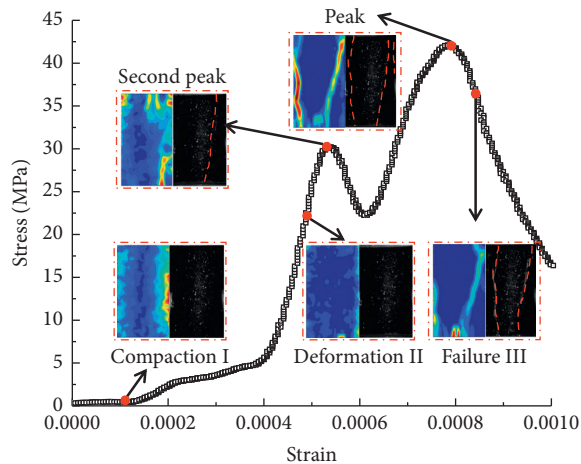 Peak
Second peak
Compaction I
Deformation II
Failure III
45
40
35
30
25
20
15
10
5
0
Stress (MPa)
0.0000
0.0002
0.0004
0.0006
0.0008
0.0010
Strain